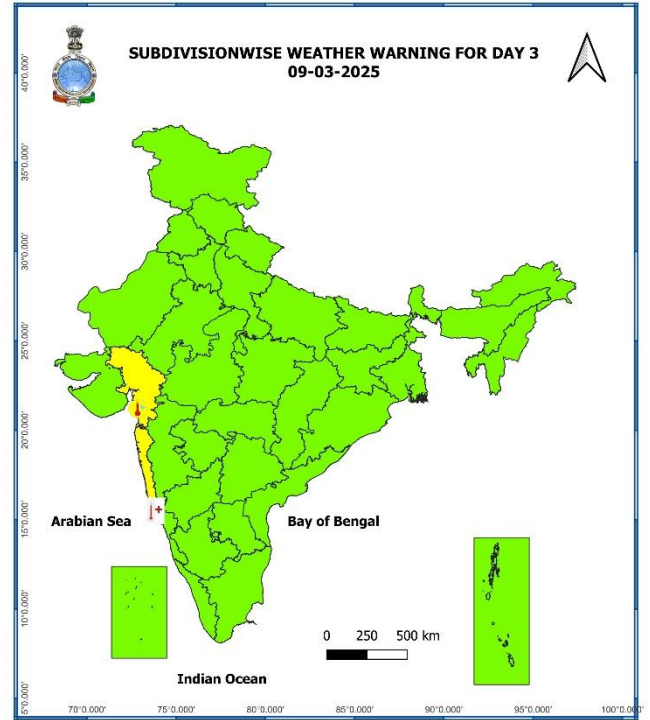 SUBDIVISIONWISE WEATHER WARNING FOR DAY 3
09-03-2025
40°0.000'
35°0.000'
30°0.000'
25°0.000'
20°0.000'
15°0.000'
10°0.000'
5°0.000'
Arabian Sea
Bay of Bengal
0 250 500 km
Indian Ocean
70°0.000' 75°0.000' 80°0.000' 85°0.000' 90°0.000' 95°0.000' 100°0.000'